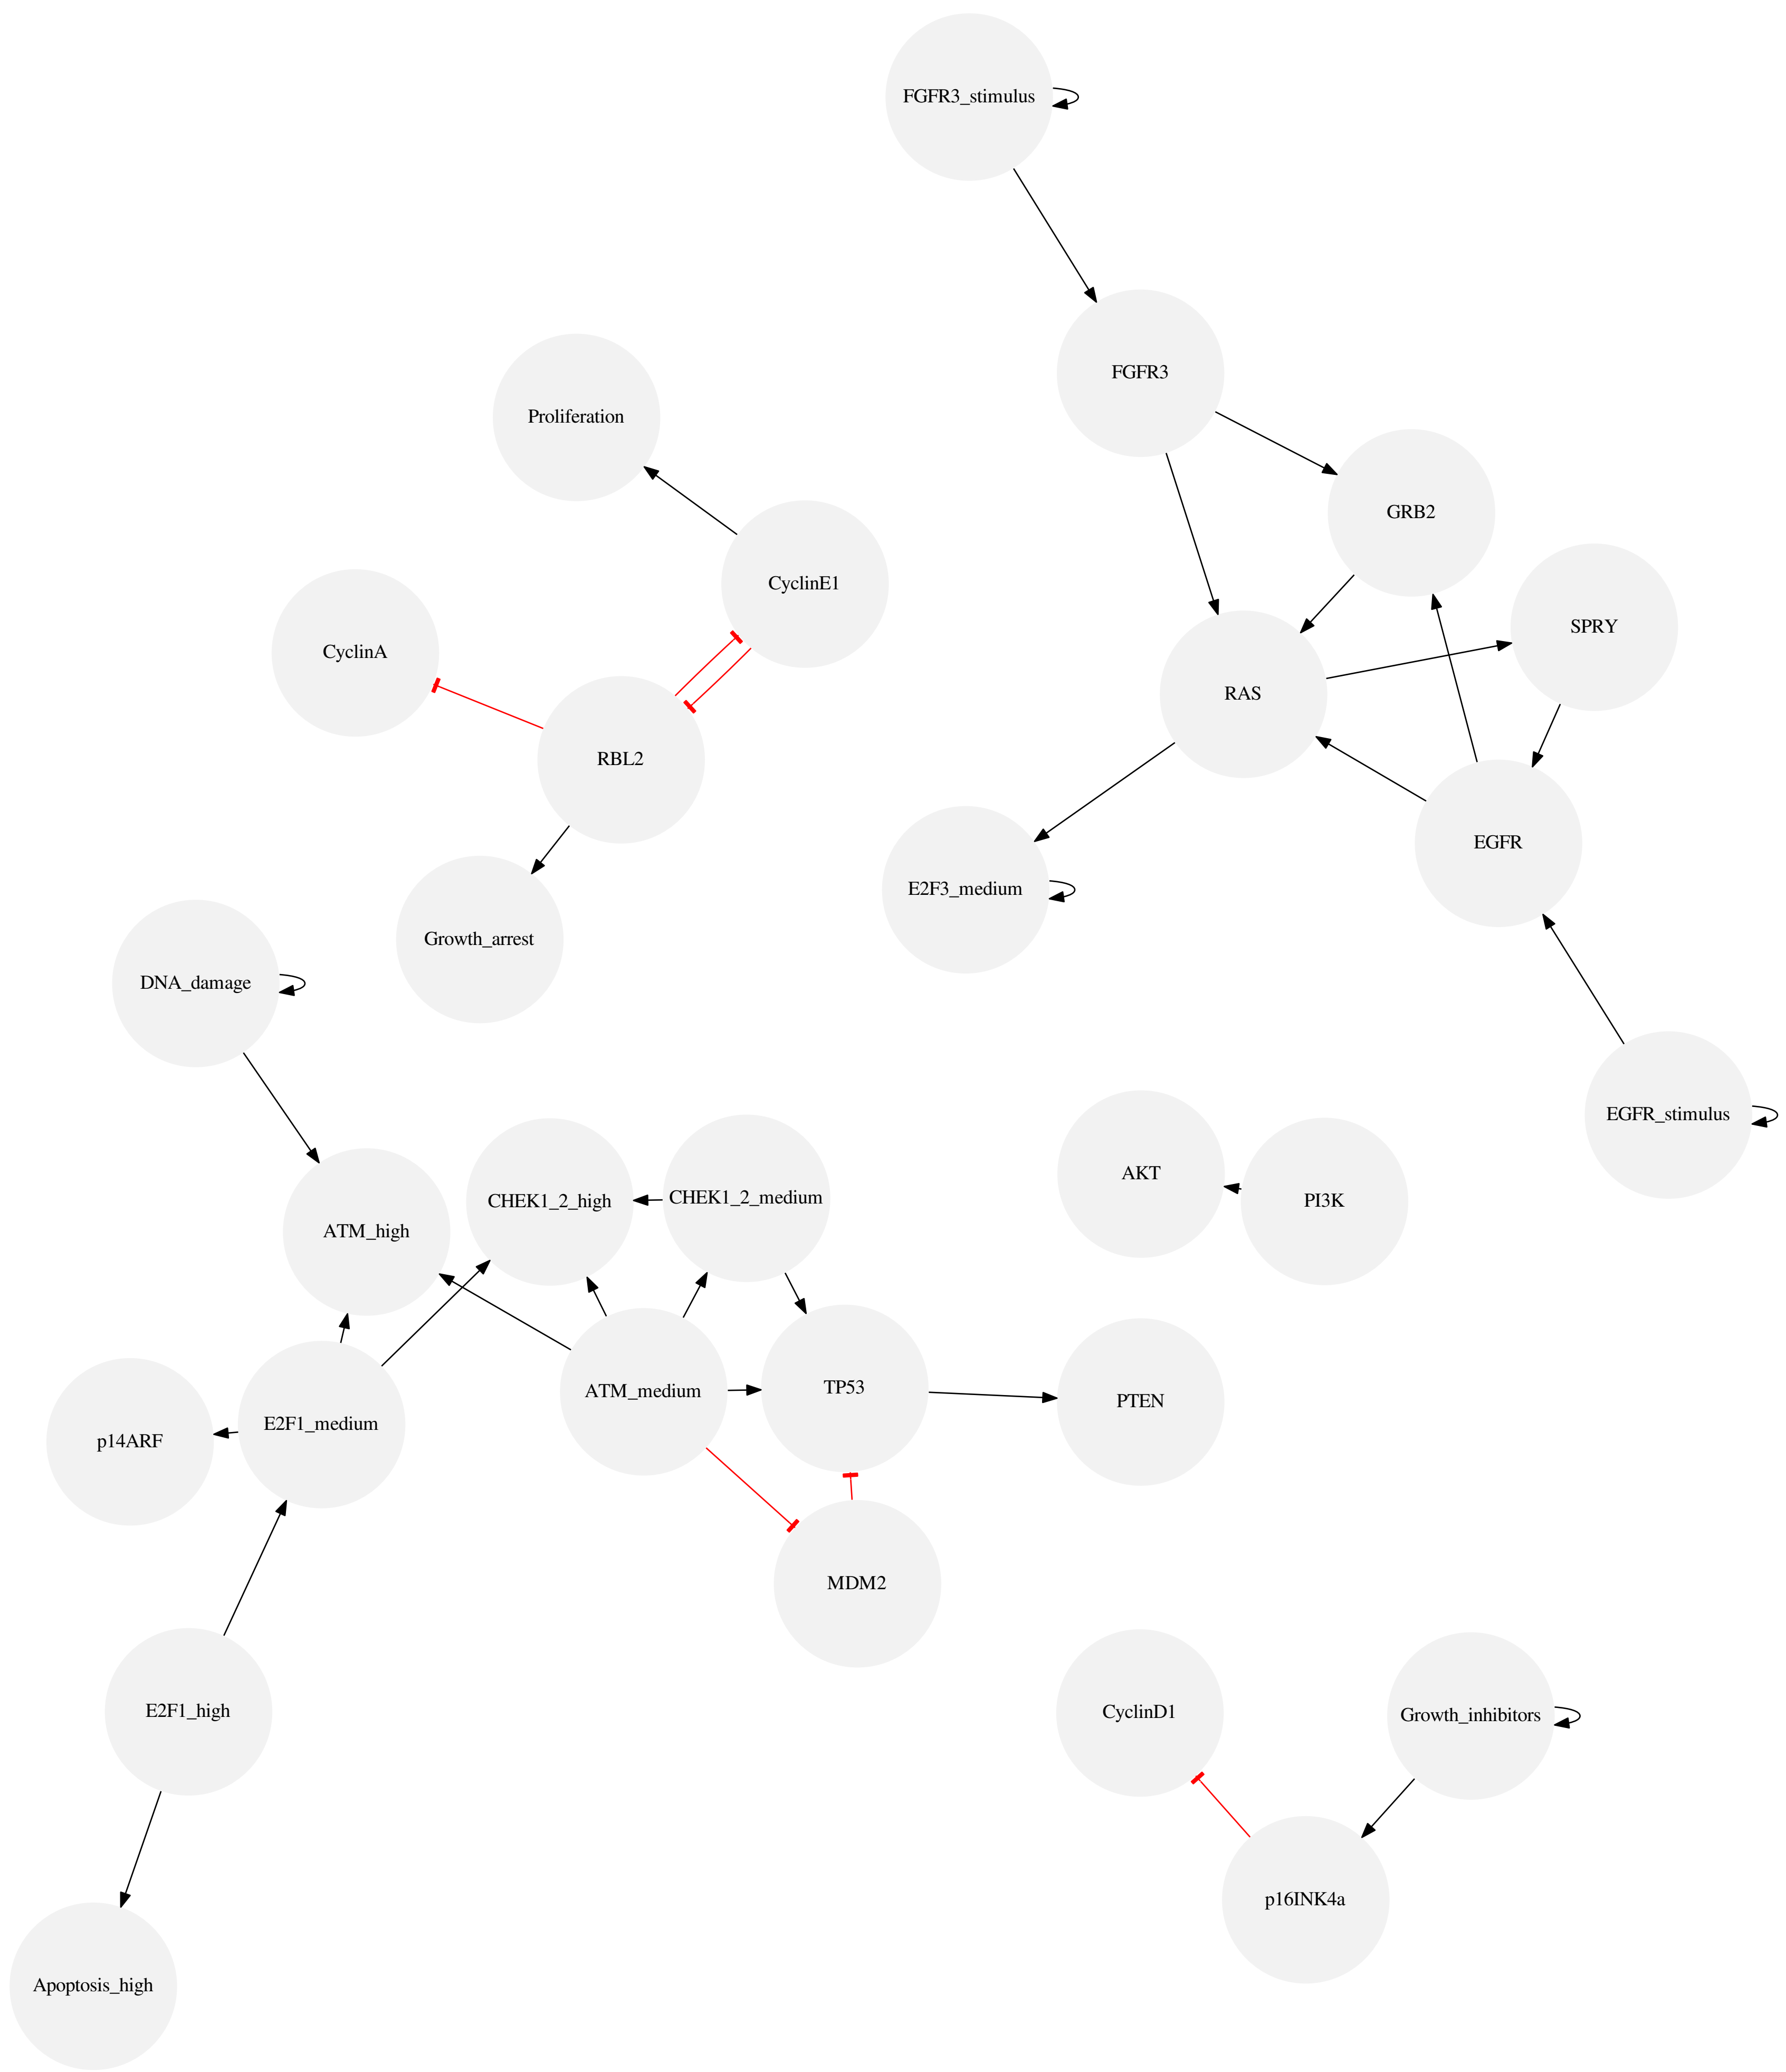 FGFR3_stimulus
FGFR3
Proliferation
GRB2
CyclinE1
SPRY
CyclinA
RAS
RBL2
EGFR
E2F3_medium
Growth_arrest
DNA_damage
EGFR_stimulus
AKT
PI3K
CHEK1_2_high
CHEK1_2_medium
ATM_high
TP53
ATM_medium
PTEN
E2F1_medium
p14ARF
MDM2
E2F1_high
CyclinD1
Growth_inhibitors
p16INK4a
Apoptosis_high